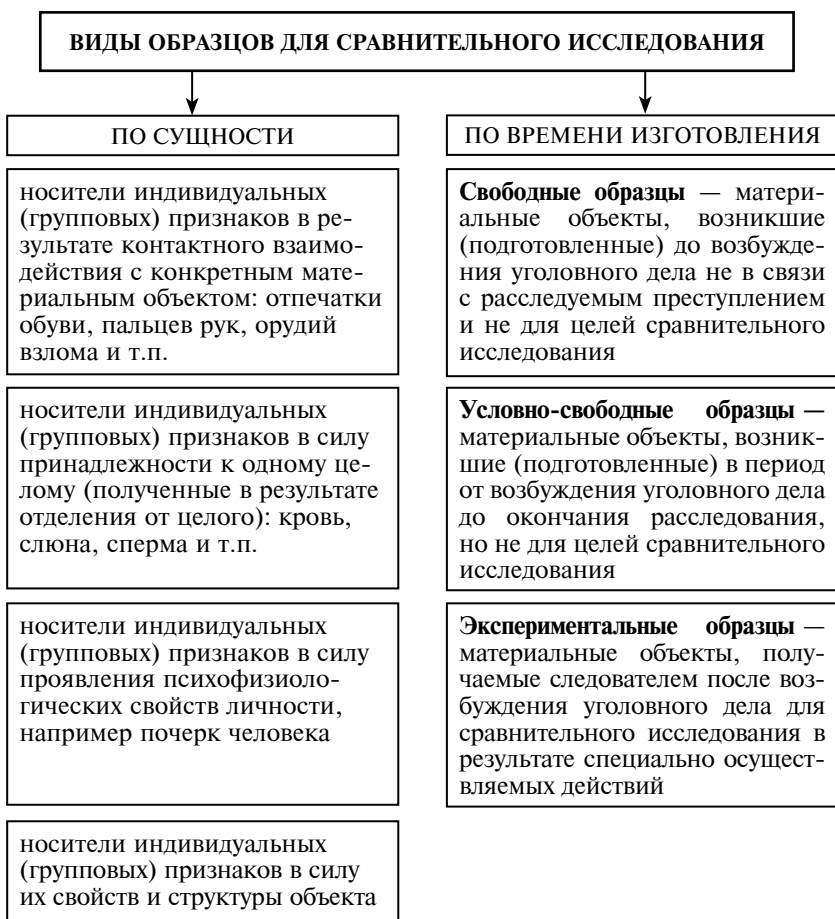 ВИДЫ ОБРАЗЦОВ ДЛЯ СРАВНИТЕЛЬНОГО ИССЛЕДОВАНИЯ
ПО СУЩНОСТИ
носители индивидуальных
(групповых) признаков в ре-
зультате контактного взаимо-
действия с конкретным мате-
риальным объектом: отпечатки
обуви, пальцев рук, орудий
взлома и т.п.
носители индивидуальных
(групповых) признаков в силу
принадлежности к одному це-
лому (полученные в результате
отделения от целого): кровь,
слюна, сперма и т.п.
носители индивидуальных
(групповых) признаков в силу
проявления психофизиоло-
гических свойств личности,
например почерк человека
носители индивидуальных
(групповых) признаков в силу
их свойств и структуры объекта
ПО ВРЕМЕНИ ИЗГОТОВЛЕНИЯ
Свободные образцы — матери-
альные объекты, возникшие
(подготовленные) до возбужде-
ния уголовного дела не в связи
с расследуемым преступлением
и не для целей сравнительного
исследования
Условно-свободные образцы —
материальные объекты, возник-
шие (подготовленные) в период
от возбуждения уголовного дела
до окончания расследования,
но не для целей сравнительного
исследования
Экспериментальные образцы —
материальные объекты, полу-
чаемые следователем после воз-
буждения уголовного дела для
сравнительного исследования в
результате специально осущест-
вляемых действий